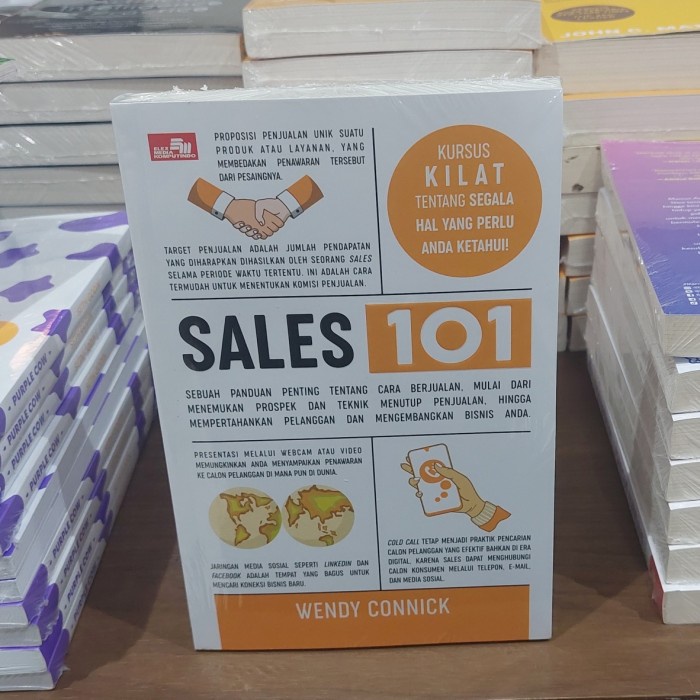 JOHN C. MA
ELEX MEDIA KOMPUTINDO
PROPOSISI PENJUALAN UNIK SUATU
PRODUK ATAU LAYANAN, YANG
MEMBEDAKAN PENAWARAN TERSEBUT
DARI PESAINGNYA.
KURSUS
KILAT
TENTANG SEGALA
HAL YANG PERLU
ANDA KETAHUI!
TARGET PENJUALAN ADALAH JUMLAH PENDAPATAN
YANG DIHARAPKAN DIHASILKAN OLEH SEORANG SALES
SELAMA PERIODE WAKTU TERTENTU. INI ADALAH CARA
TERMUDAH UNTUK MENENTUKAN KOMISI PENJUALAN.
SALES 101
SEBUAH PANDUAN PENTING TENTANG CARA BERJUALAN, MULAI DARI
MENEMUKAN PROSPEK DAN TEKNIK MENUTUP PENJUALAN, HINGGA
MEMPERTAHANKAN PELANGGAN DAN MENGEMBANGKAN BISNIS ANDA.
PRESENTASI MELALUI WEBCAM ATAU VIDEO
MEMUNGKINKAN ANDA MENYAMPAIKAN PENAWARAN
KE CALON PELANGGAN DI MANA PUN DI DUNIA.
JARINGAN MEDIA SOSIAL SEPERTI LINKEDIN DAN
FACEBOOK ADALAH TEMPAT YANG BAGUS UNTUK
MENCARI KONEKSI BISNIS BARU.
COLD CALL TETAP MENJADI PRAKTIK PENCARIAN
CALON PELANGGAN YANG EFEKTIF BAHKAN DI ERA
DIGITAL, KARENA SALES DAPAT MENGHUBUNGI
CALON KONSUMEN MELALUI TELEPON, E-MAIL,
DAN MEDIA SOSIAL.
WENDY CONNICK
- PURPLE COW -
- PURPLE COW -
- PURPLE COW -
- PURPLE COW -
- PURPLE COW -